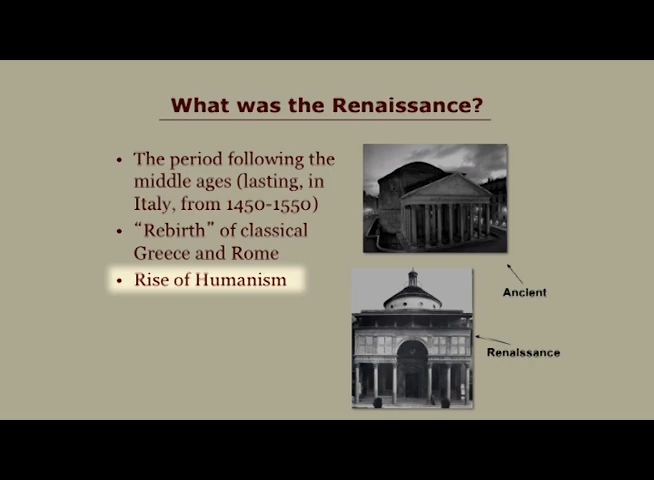 What was the Renaissance?
• The period following the
middle ages (lasting, in
Italy, from 1450-1550)
• “Rebirth” of classical
Greece and Rome
• Rise of Humanism
Ancient
Renaissance